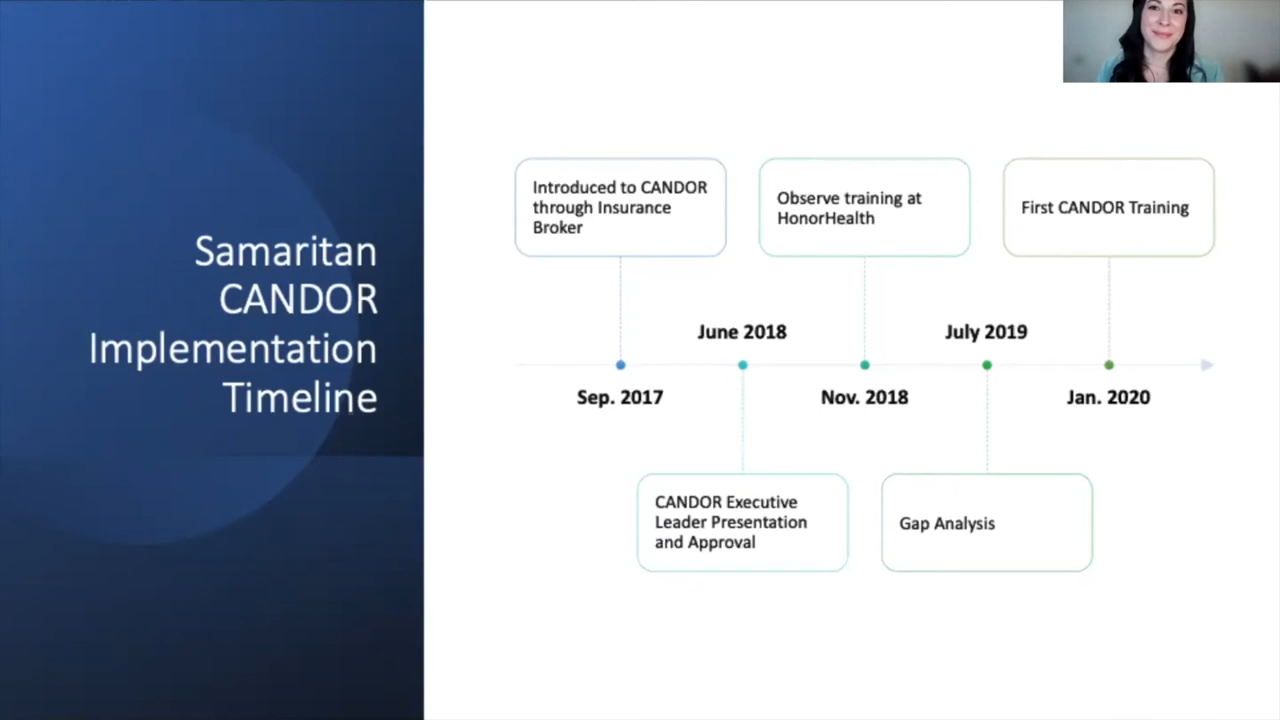 Samaritan
CANDOR
Implementation
Timeline
Introduced to CANDOR
through Insurance
Broker
Observe training at
HonorHealth
First CANDOR Training
June 2018
July 2019
Sep. 2017
Nov. 2018
Jan. 2020
CANDOR Executive
Leader Presentation
and Approval
Gap Analysis